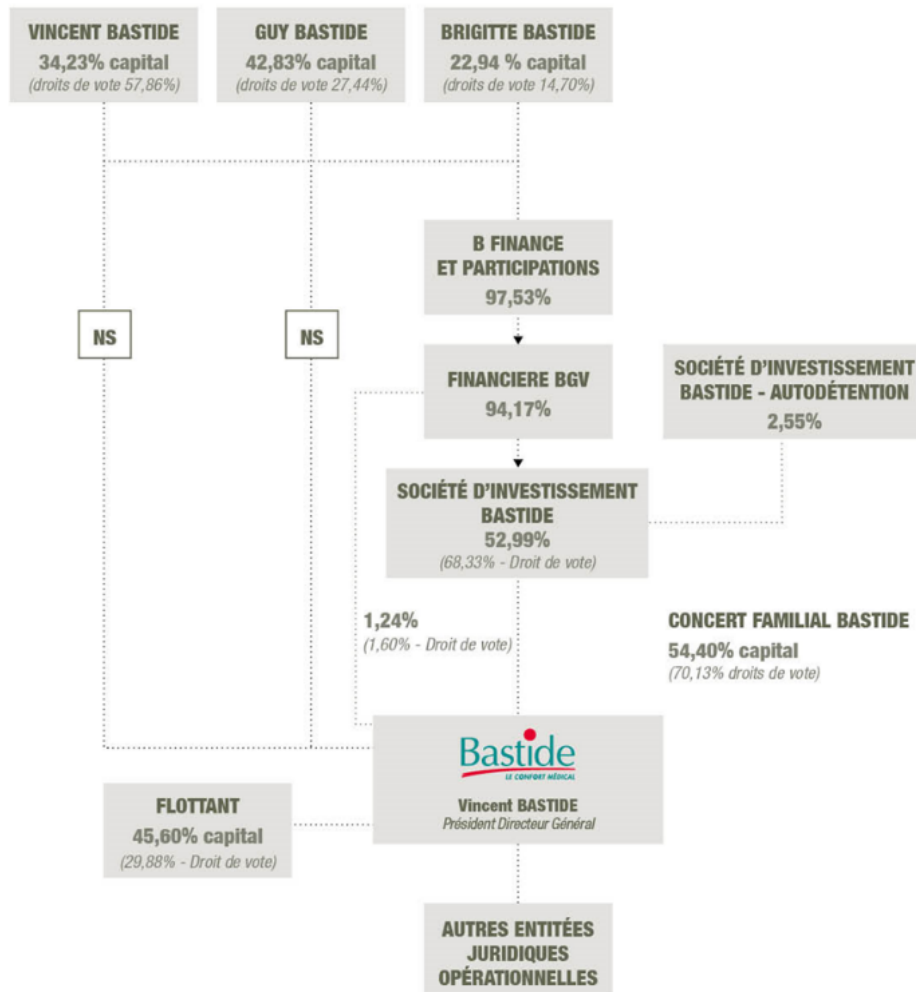 VINCENT BASTIDE
34,23% capital
(droits de vote 57,86%)
GUY BASTIDE
42,83% capital
(droits de vote 27,44%)
BRIGITTE BASTIDE
22,94 % capital
(droits de vote 14,70%)
B FINANCE
ET PARTICIPATIONS
97,53%
NS
NS
FINANCIERE BGV
94,17%
SOCIÉTÉ D'INVESTISSEMENT
BASTIDE - AUTODÉTENTION
2,55%
SOCIÉTÉ D'INVESTISSEMENT
BASTIDE
52,99%
(68,33% - Droit de vote)
1,24%
(1,60% - Droit de vote)
CONCERT FAMILIAL BASTIDE
54,40% capital
(70,13% droits de vote)
Bastide
LE CONFORT MÉDICAL
Vincent BASTIDE
Président Directeur Général
FLOTTANT
45,60% capital
(29,88% - Droit de vote)
AUTRES ENTITÉES
JURIDIQUES
OPÉRATIONNELLES